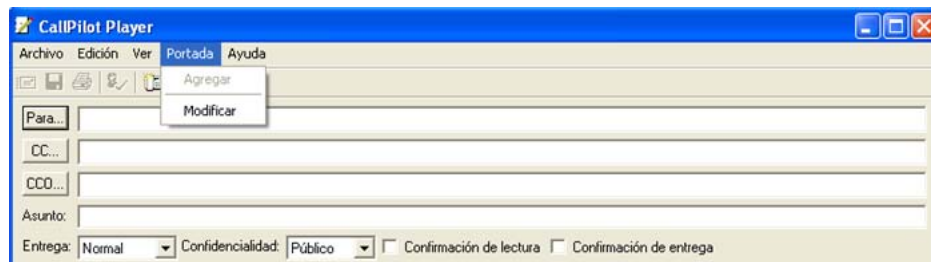 CallPilot Player
Archivo Edición Ver Portada Ayuda
Agregar
Modificar
Para...
CC...
CCO...
Asunto:
Entrega: Normal Confidencialidad: Público Confirmación de lectura Confirmación de entrega